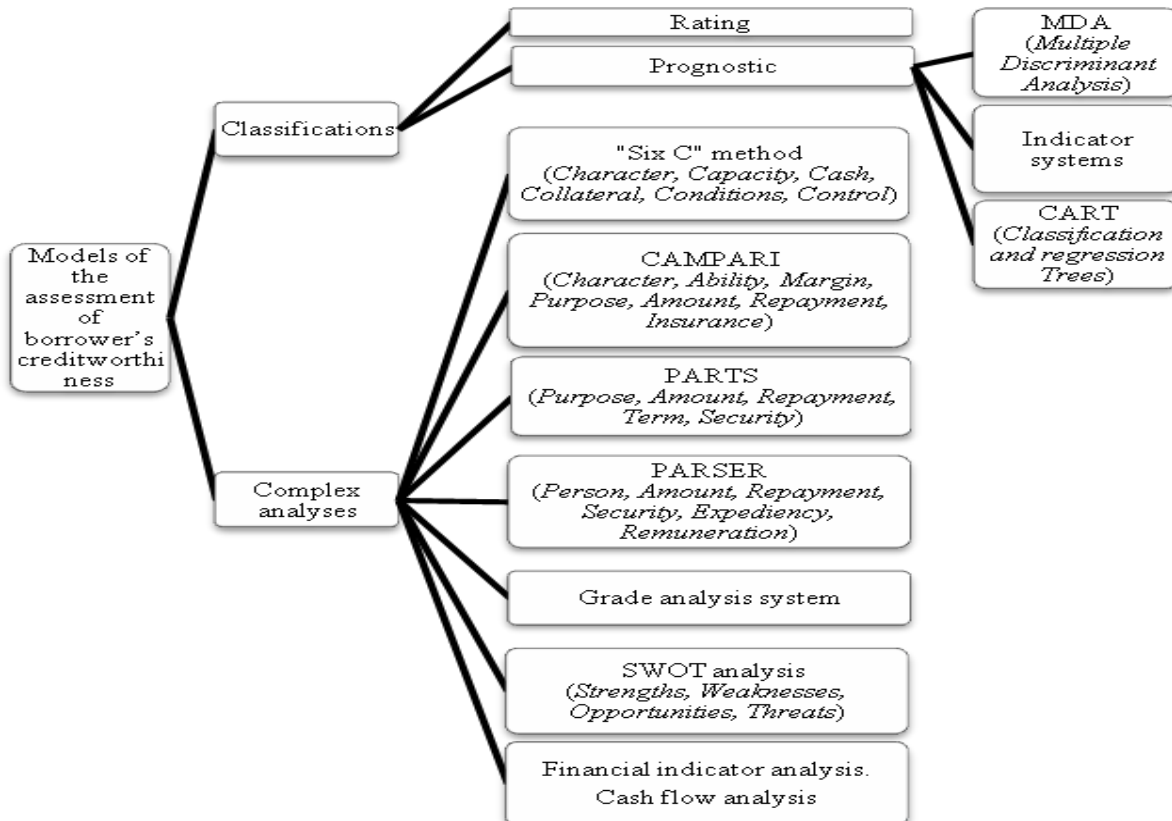 Models of
the
assessment
of
borrower's
creditworthi
ness
Classifications
Complex
analyses
Rating
Prognostic
"Six C" method
(Character, Capacity, Cash,
Collateral, Conditions, Control)
CAMPARI
(Character, Ability, Margin,
Purpose, Amount, Repayment,
Insurance)
PARTS
(Purpose, Amount, Repayment,
Term, Security)
PARSER
(Person, Amount, Repayment,
Security, Expediency,
Remuneration)
Grade analysis system
SWOT analysis
(Strengths, Weaknesses,
Opportunities, Threats)
Financial indicator analysis.
Cash flow analysis
MDA
(Multiple
Discriminant
Analysis)
Indicator
systems
CART
(Classification
and regression
Trees)